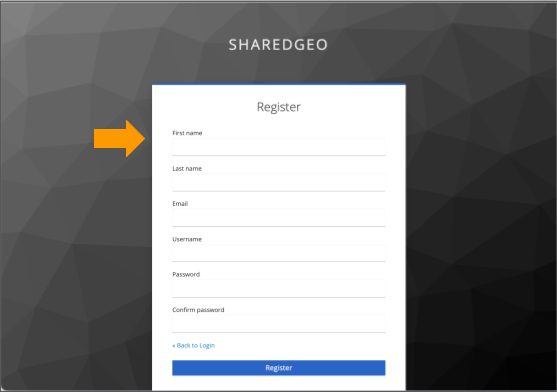 SHAREDGEO
Register
First name
Last name
Email
Username
Password
Confirm password
« Back to Login
Register